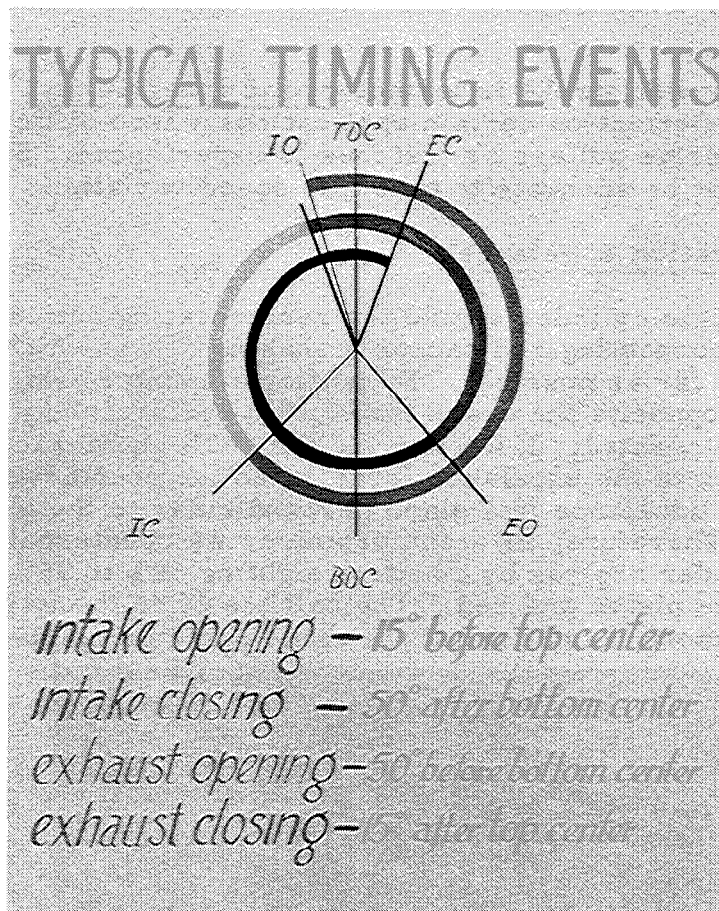 TYPICAL TIMING EVENTS
IO TDC EC
IC EO
BDC
intake opening — 15° before top center
intake closing — 50° after bottom center
exhaust opening — 50° before bottom center
exhaust closing — 15° after top center